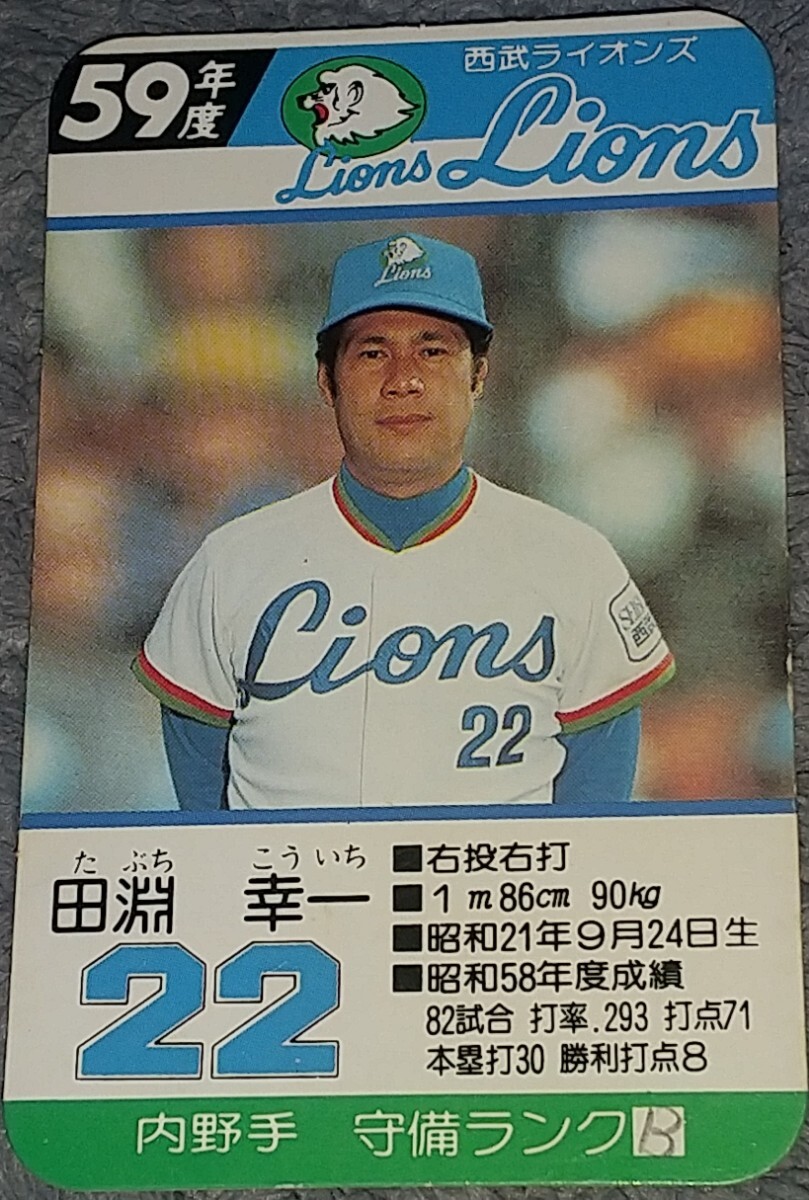 59年度
西武ライオンズ
Lions Lions
Lions
Lions
22
西武
た ぶち こう いち
田淵 幸一
22
■右投右打
■1m86cm 90kg
■昭和21年9月24日生
■昭和58年度成績
82試合 打率.293 打点71
本塁打30 勝利打点8
内野手 守備ランクB